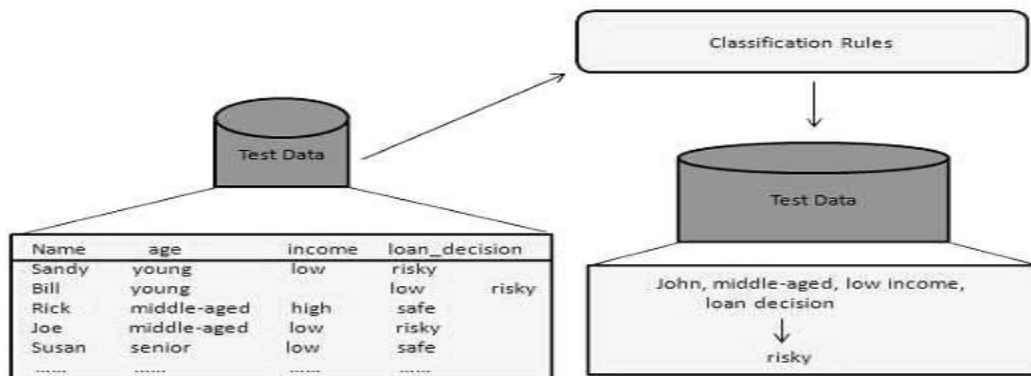 Classification Rules
Test Data
Name age income loan_decision
Sandy young low risky
Bill young low risky
Rick middle-aged high safe
Joe middle-aged low risky
Susan senior low safe
...... ...... ...... ......
Test Data
John, middle-aged, low income,
loan decision
risky